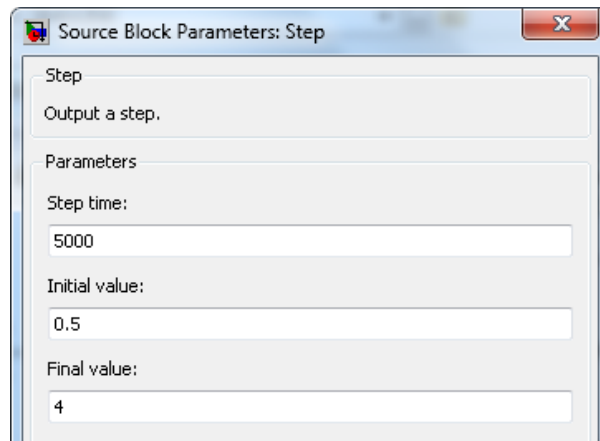 Source Block Parameters: Step
Step
Output a step.
Parameters
Step time:
5000
Initial value:
0.5
Final value:
4